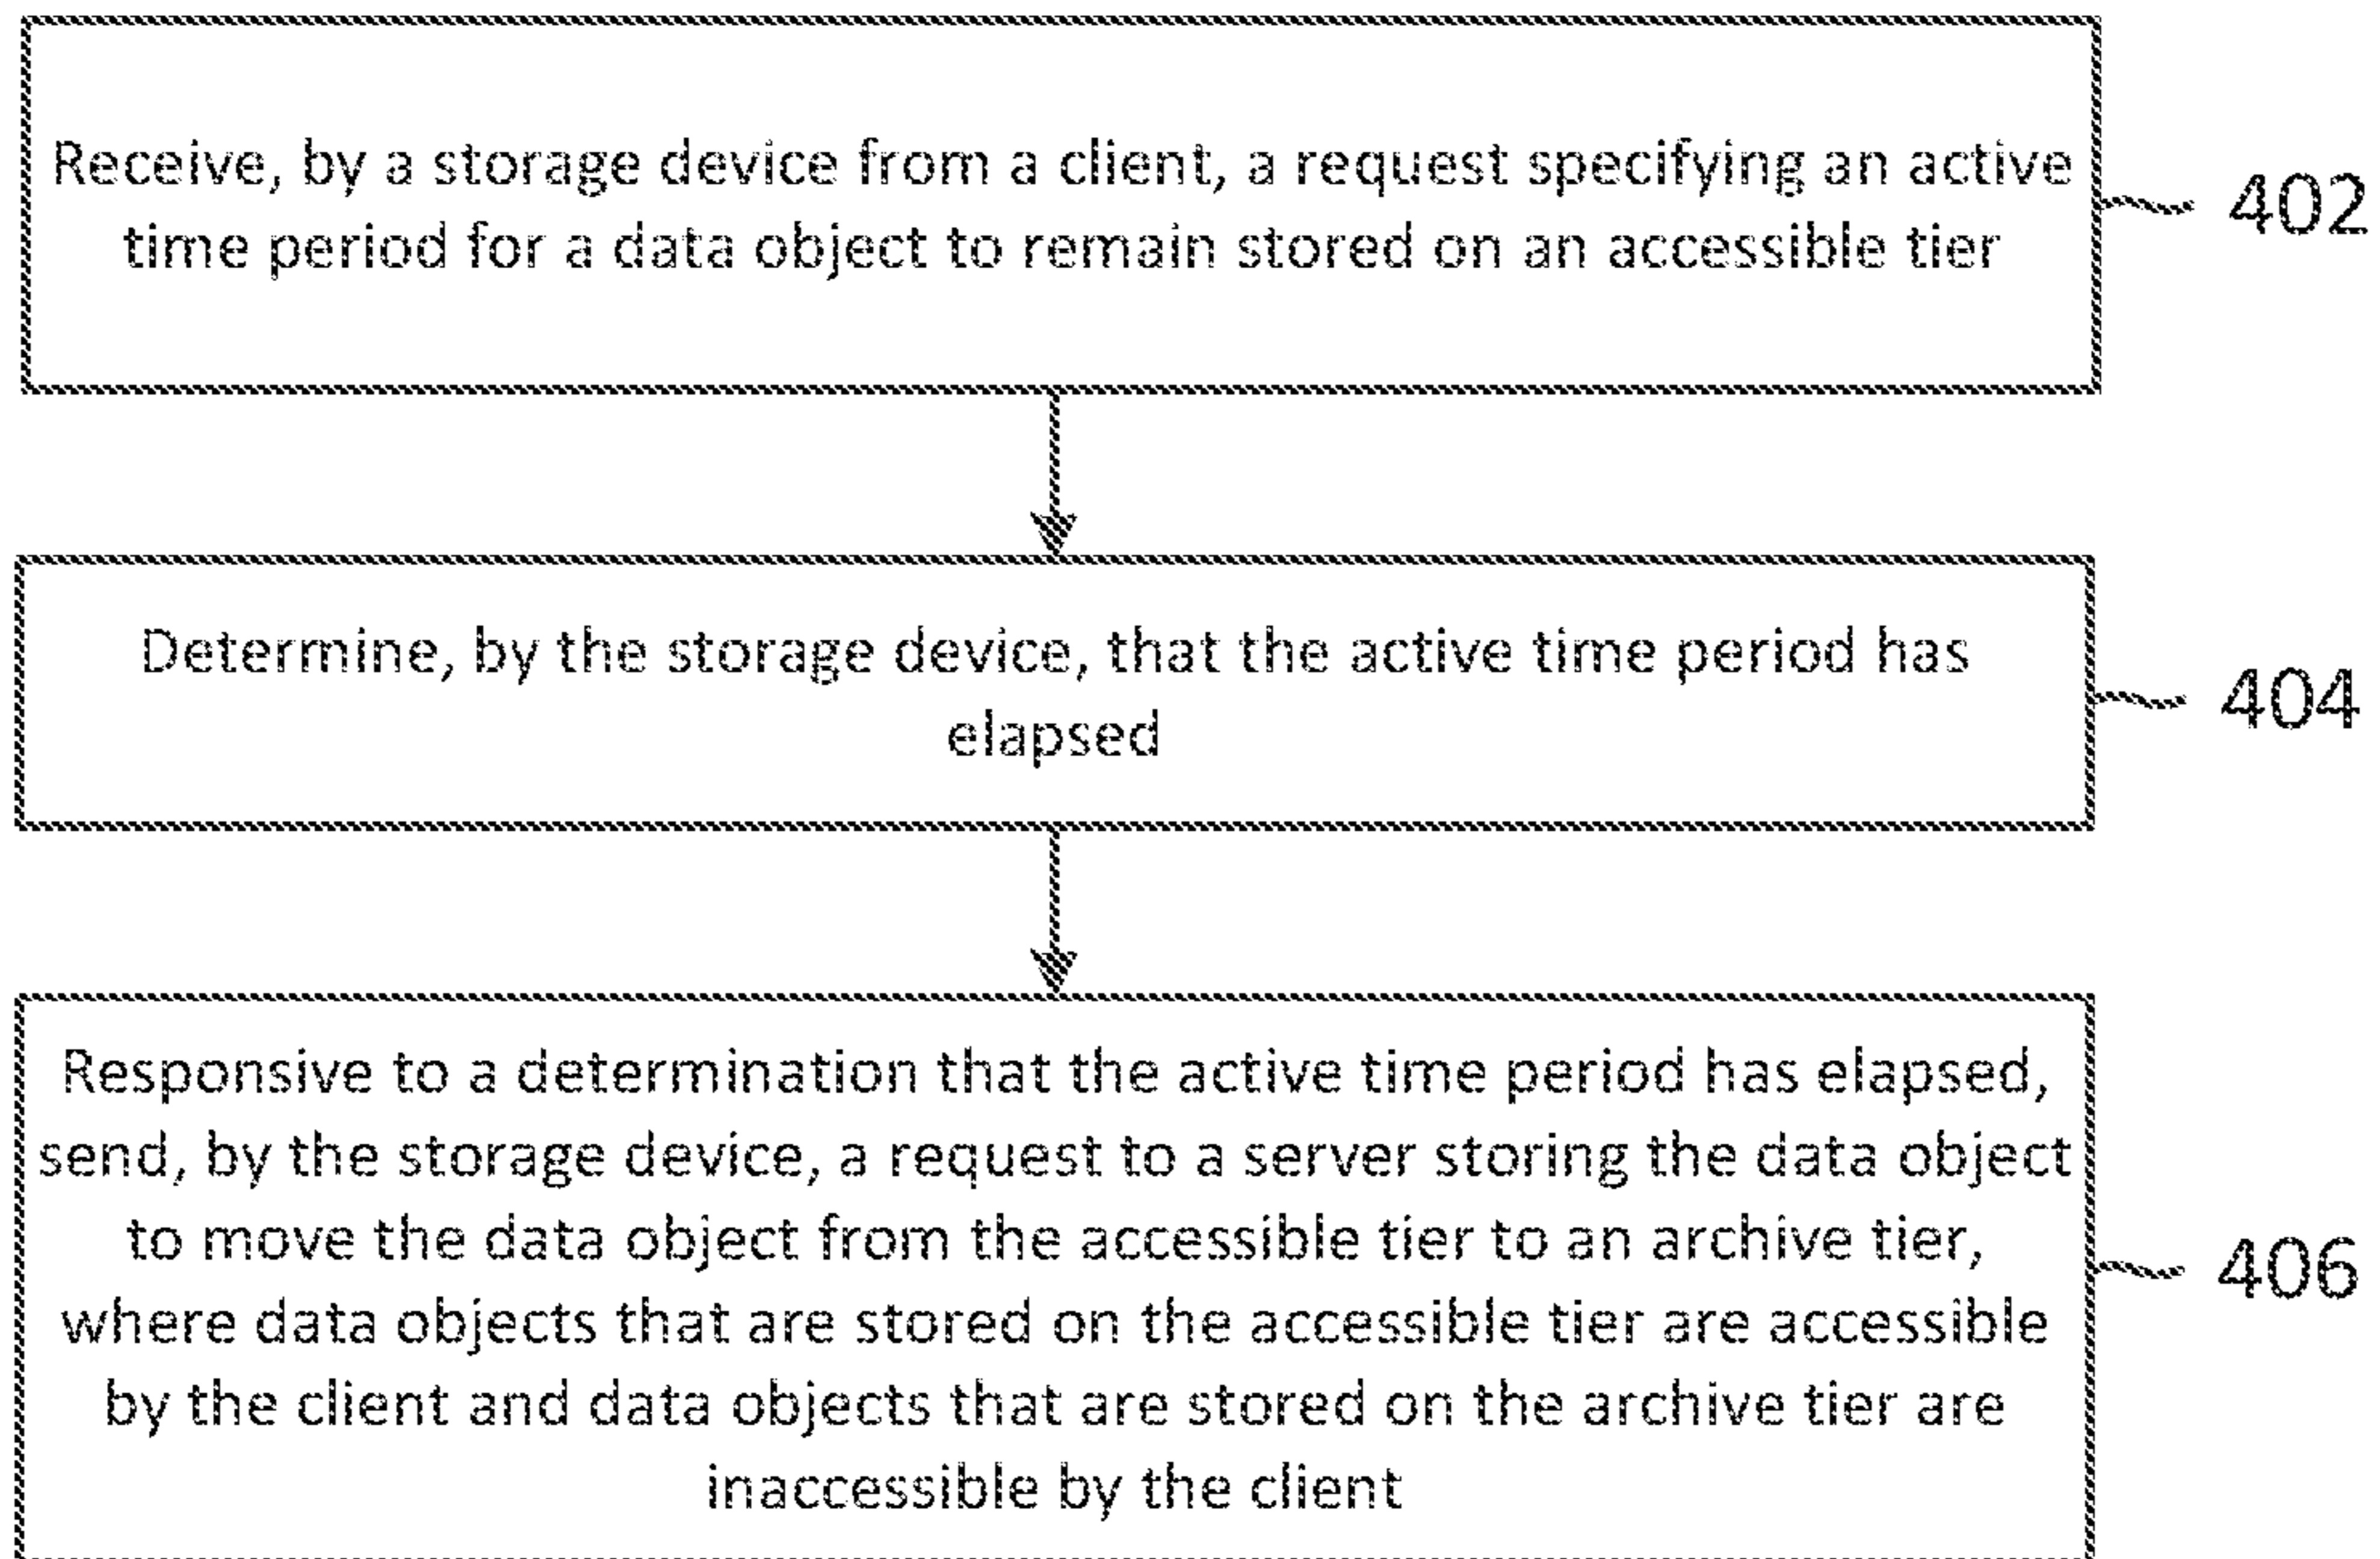 Receive, by a storage device from a client, a request specifying an active
time period for a data object to remain stored on an accessible tier
402
Determine, by the storage device, that the active time period has
elapsed
404
Responsive to a determination that the active time period has elapsed,
send, by the storage device, a request to a server storing the data object
to move the data object from the accessible tier to an archive tier,
where data objects that are stored on the accessible tier are accessible
by the client and data objects that are stored on the archive tier are
inaccessible by the client
406